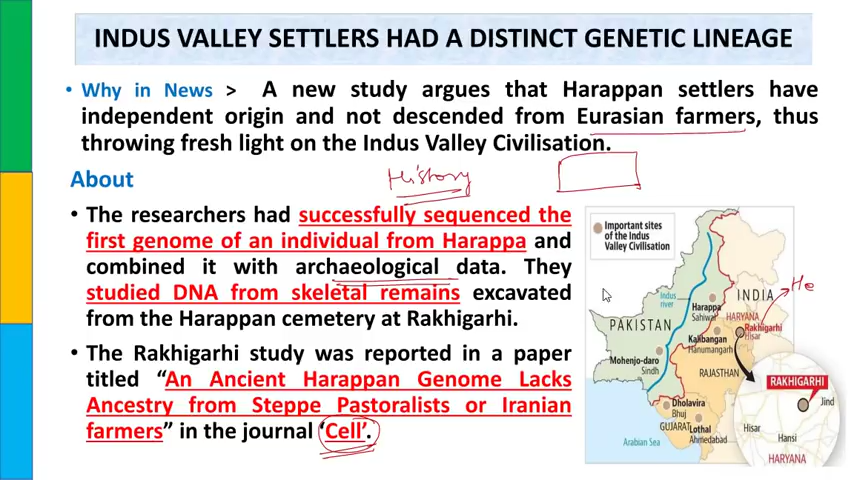 INDUS VALLEY SETTLERS HAD A DISTINCT GENETIC LINEAGE
• Why in News > A new study argues that Harappan settlers have
independent origin and not descended from Eurasian farmers, thus
throwing fresh light on the Indus Valley Civilisation.
About
History
• The researchers had successfully sequenced the
first genome of an individual from Harappa and
combined it with archaeological data. They
studied DNA from skeletal remains excavated
from the Harappan cemetery at Rakhigarhi.
• The Rakhigarhi study was reported in a paper
titled “An Ancient Harappan Genome Lacks
Ancestry from Steppe Pastoralists or Iranian
farmers” in the journal ‘Cell’.
Important sites
of the Indus
Valley Civilisation
Indus
river
INDIA
He
Harappa
Sahiwal
HARYANA
PAKISTAN
Rakhigarhi
Hisar
Kalibangan
Hanumangarh
Mohenjo-daro
Sindh
RAJASTHAN
RAKHIGARHI
Dholavira
Bhuj
Jind
GUJARAT
Lothal
Ahmedabad
Hisar
Hansi
Arabian Sea
HARYANA